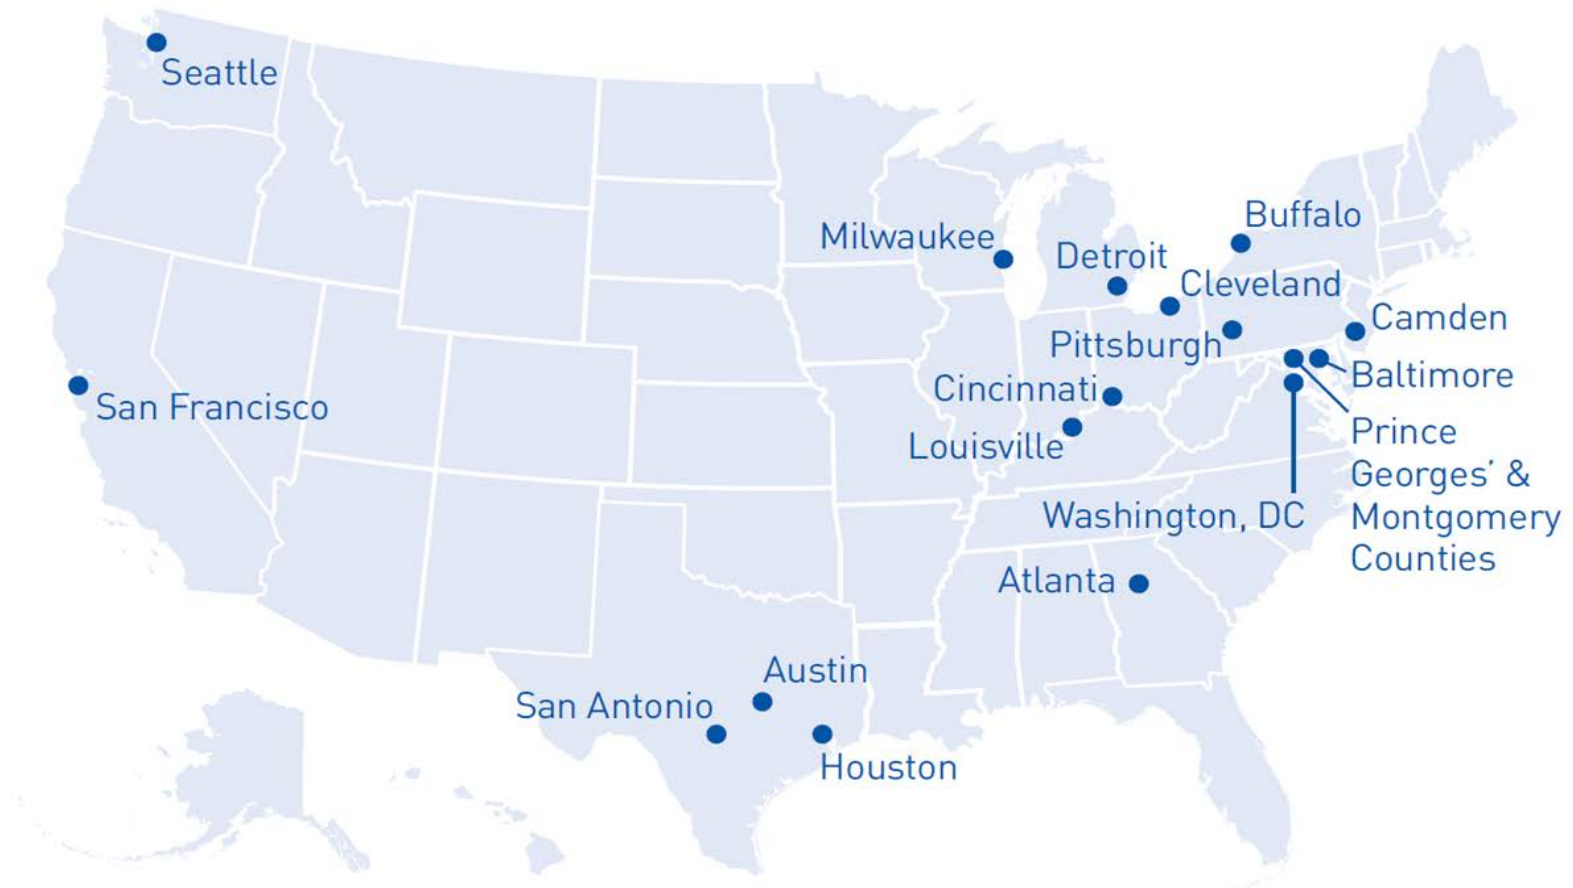 Seattle
Buffalo
Milwaukee
Detroit
Cleveland
Camden
Pittsburgh
Baltimore
Cincinnati
San Francisco
Prince
Georges’ &
Montgomery
Counties
Louisville
Washington, DC
Atlanta
Austin
San Antonio
Houston